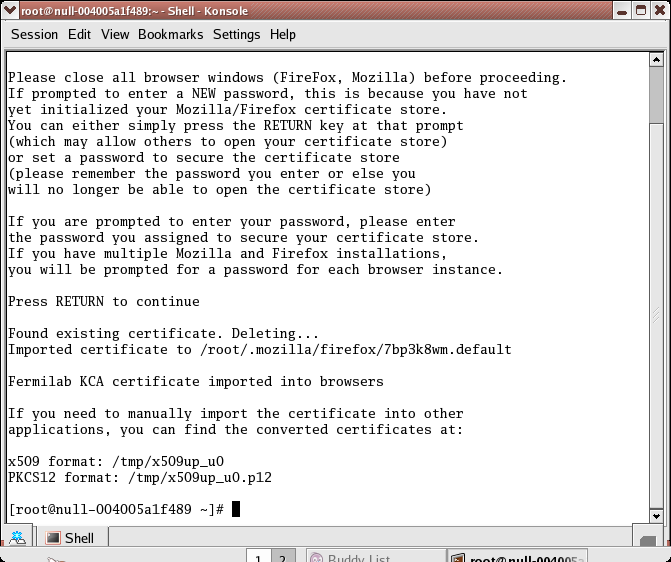 root@null-004005a1f489:~ - Shell - Konsole
Session Edit View Bookmarks Settings Help
Please close all browser windows (FireFox, Mozilla) before proceeding.
If prompted to enter a NEW password, this is because you have not
yet initialized your Mozilla/Firefox certificate store.
You can either simply press the RETURN key at that prompt
(which may allow others to open your certificate store)
or set a password to secure the certificate store
(please remember the password you enter or else you
will no longer be able to open the certificate store)
If you are prompted to enter your password, please enter
the password you assigned to secure your certificate store.
If you have multiple Mozilla and Firefox installations,
you will be prompted for a password for each browser instance.
Press RETURN to continue
Found existing certificate. Deleting...
Imported certificate to /root/.mozilla/firefox/7bp3k8wm.default
Fermilab KCA certificate imported into browsers
If you need to manually import the certificate into other
applications, you can find the converted certificates at:
x509 format: /tmp/x509up_u0
PKCS12 format: /tmp/x509up_u0.p12
[root@null-004005a1f489 ~]#
Shell
1 2 Buddy List root@null-004005a